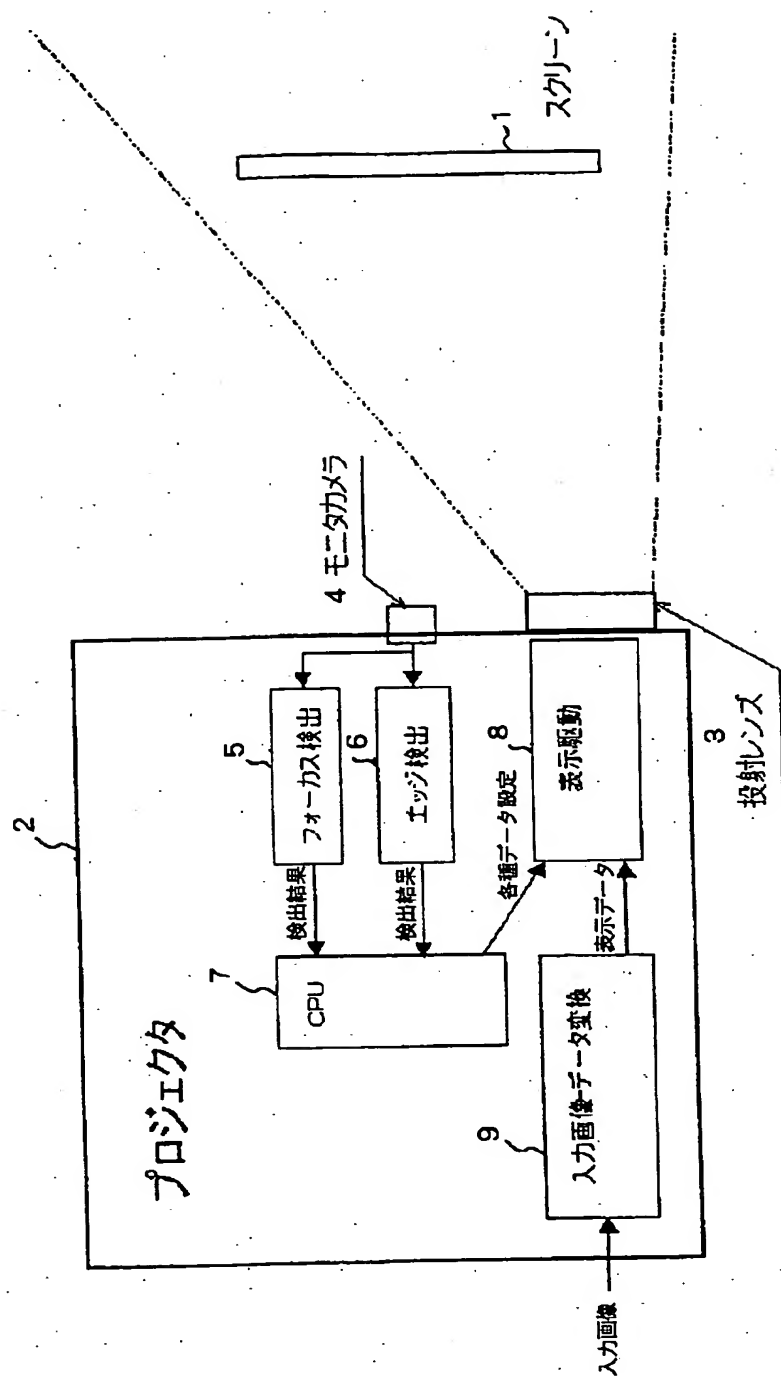 2
プロジェクタ
7
CPU
検出結果
検出結果
5
フォーカス検出
6
エッジ検出
4 モニタカメラ
1
スクリーン
各種データ設定
8
表示駆動
表示データ
9
入力画像データ変換
入力画像
3
投射レンズ